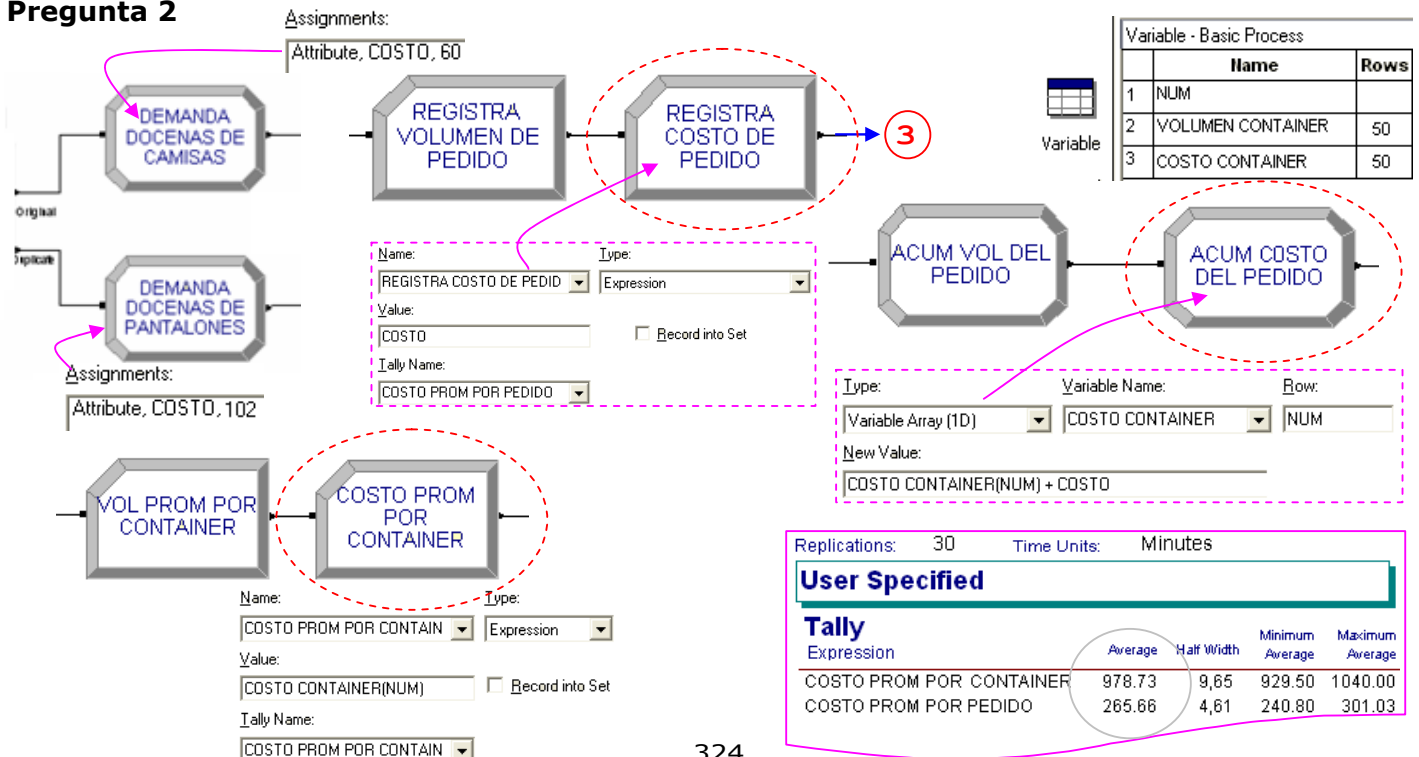 Pregunta 2
Assignments:
Attribute, COSTO, 60
DEMANDA
DOCENAS DE
CAMISAS
Original
Duplicate
DEMANDA
DOCENAS DE
PANTALONES
Assignments:
Attribute, COSTO, 102
REGISTRA
VOLUMEN DE
PEDIDO
REGISTRA
COSTO DE
PEDIDO
3
Name:
Type:
REGISTRA COSTO DE PEDID
Expression
Value:
COSTO
Record into Set
Tally Name:
COSTO PROM POR PEDIDO
Variable
Variable - Basic Process
Name
Rows
1 NUM
2 VOLUMEN CONTAINER 50
3 COSTO CONTAINER 50
ACUM VOL DEL
PEDIDO
ACUM COSTO
DEL PEDIDO
Type:
Variable Name:
Row:
Variable Array (1D)
COSTO CONTAINER
NUM
New Value:
COSTO CONTAINER(NUM) + COSTO
VOL PROM POR
CONTAINER
COSTO PROM
POR
CONTAINER
Name:
Type:
COSTO PROM POR CONTAIN
Expression
Value:
COSTO CONTAINER(NUM)
Record into Set
Tally Name:
COSTO PROM POR CONTAIN
Replications: 30 Time Units: Minutes
User Specified
Tally
Expression Average Half Width Minimum Average Maximum Average
COSTO PROM POR CONTAINER 978.73 9,65 929.50 1040.00
COSTO PROM POR PEDIDO 265.66 4,61 240.80 301.03
324